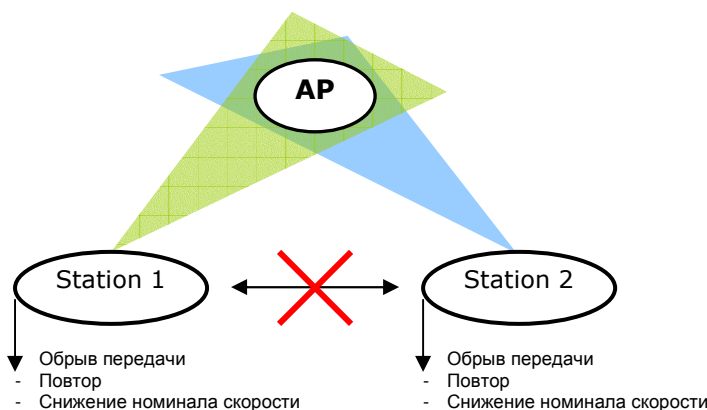 AP
Station 1
Station 2
Обрыв передачи
- Повтор
- Снижение номинала скорости
Обрыв передачи
- Повтор
- Снижение номинала скорости